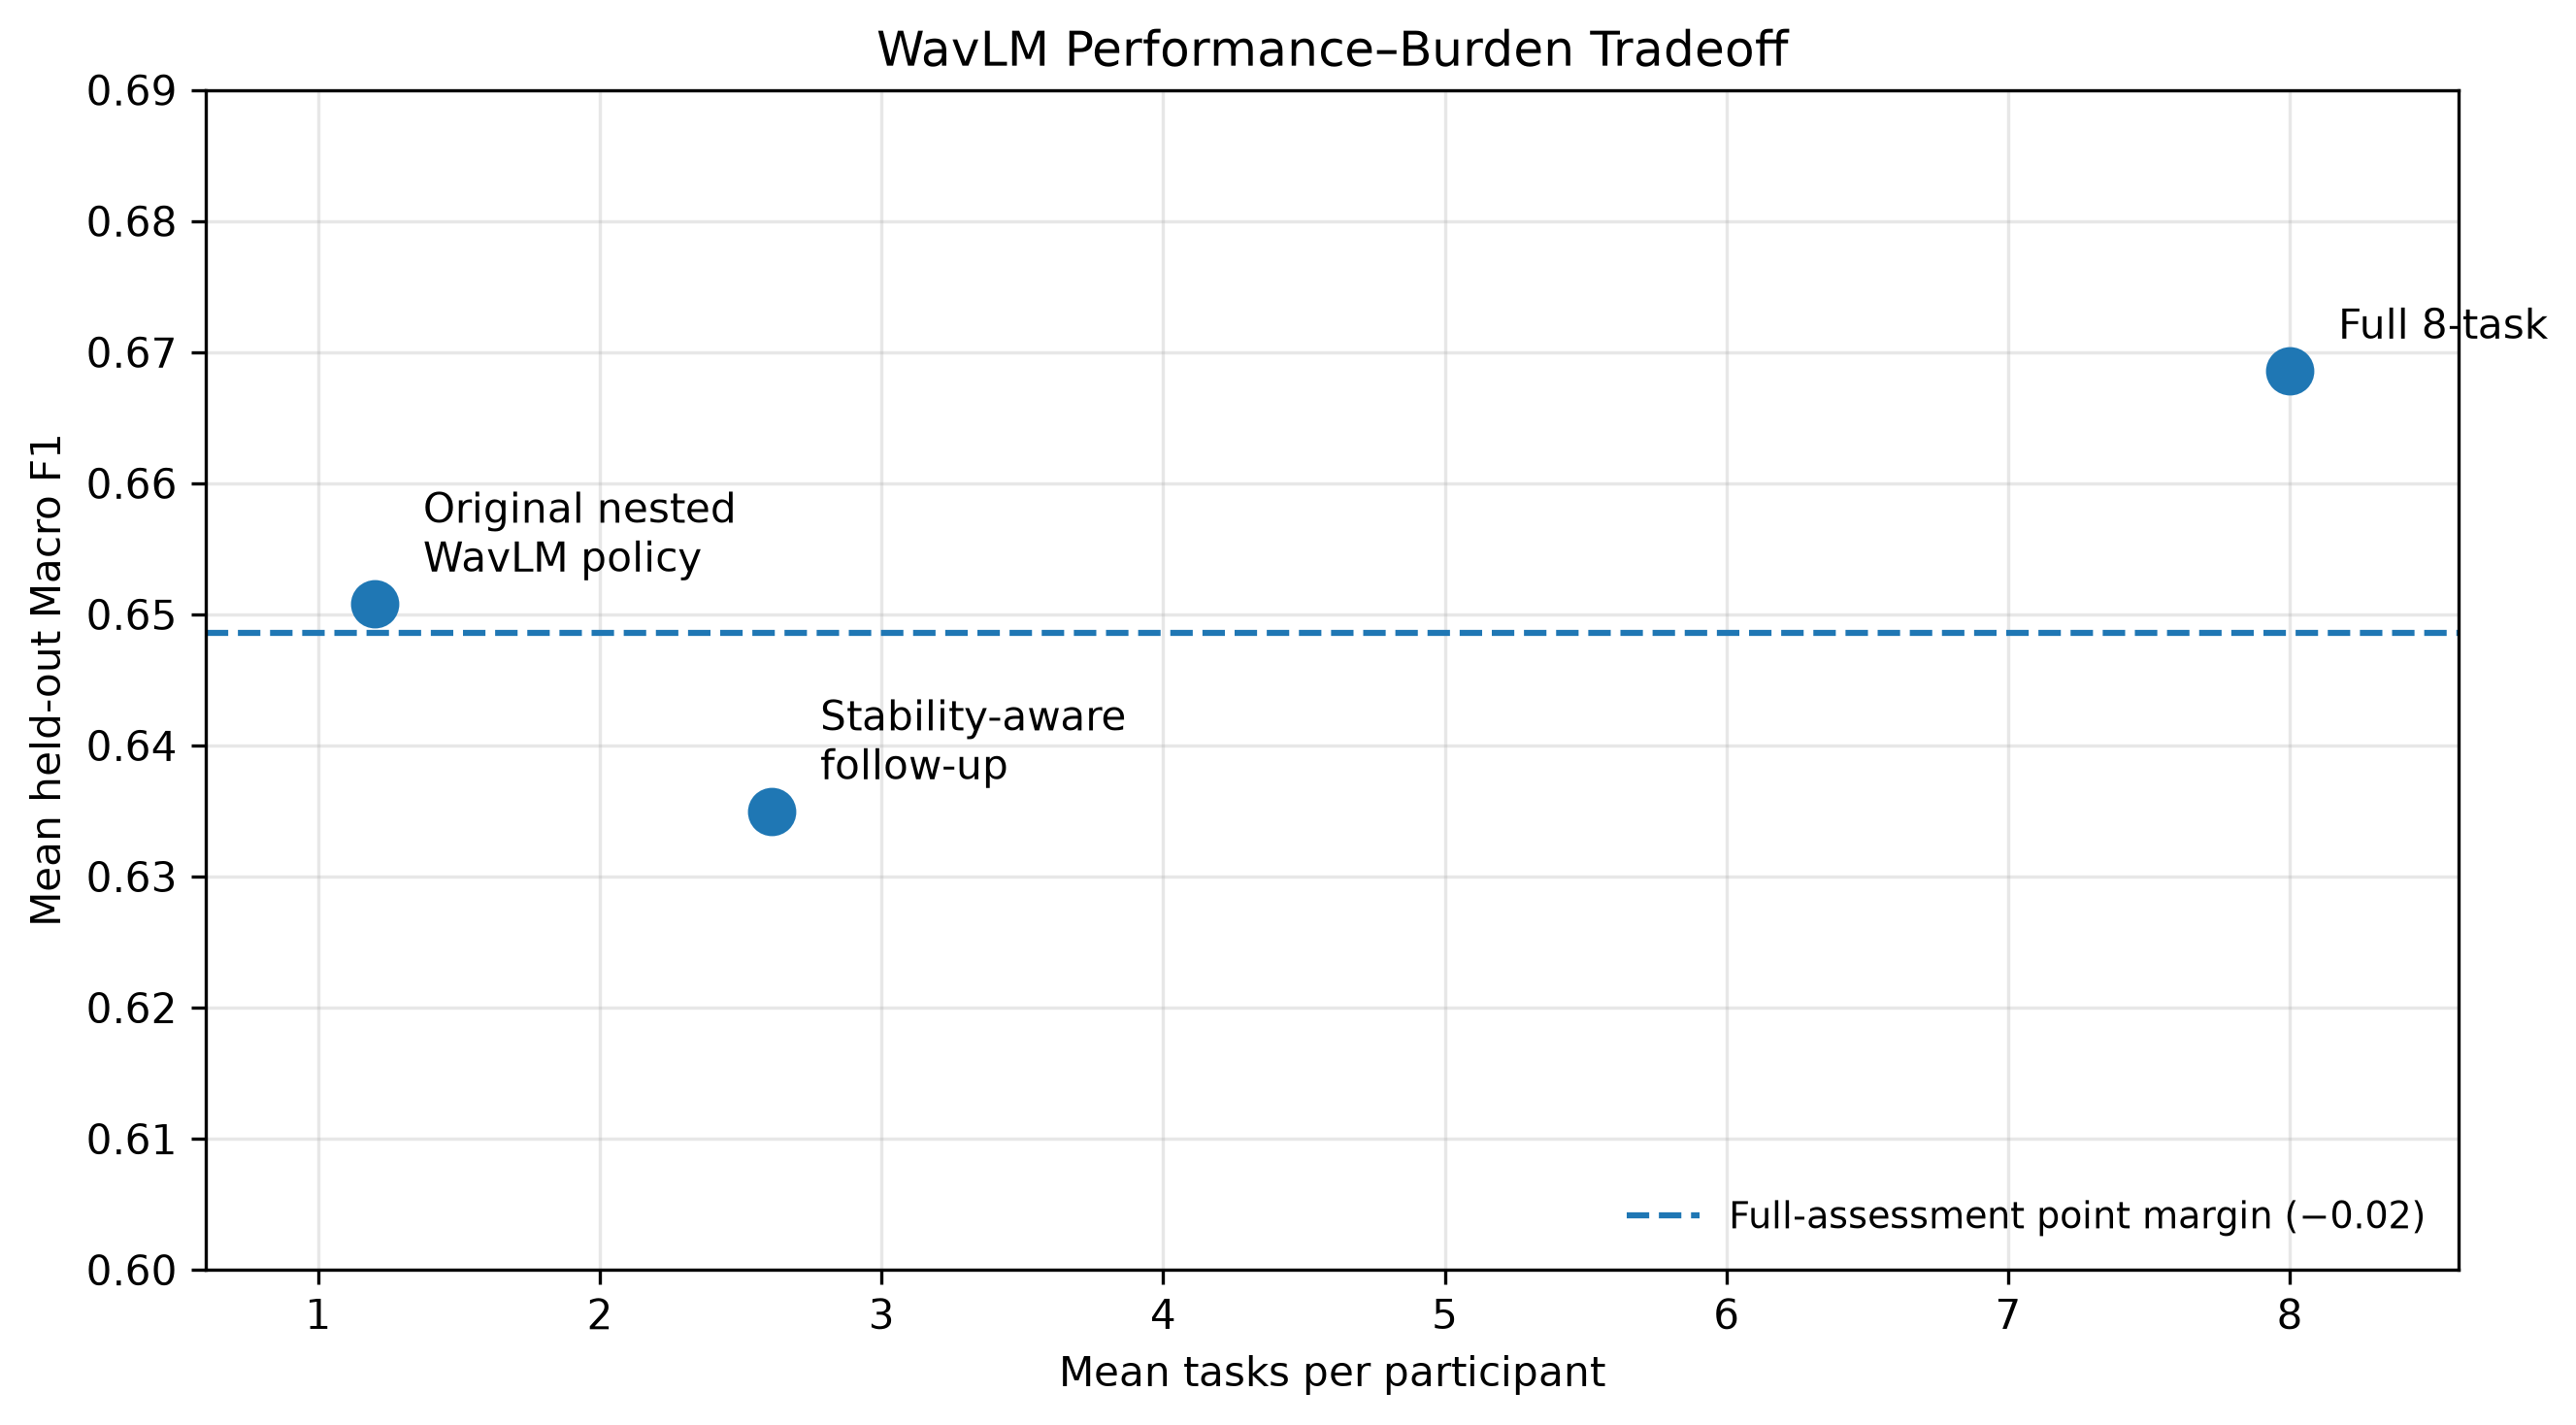 WavLM Performance–Burden Tradeoff
Mean held-out Macro F1
0.69
0.68
0.67
0.66
0.65
0.64
0.63
0.62
0.61
0.60
Full 8-task
Original nested
WavLM policy
Stability-aware
follow-up
Full-assessment point margin (−0.02)
1 2 3 4 5 6 7 8
Mean tasks per participant